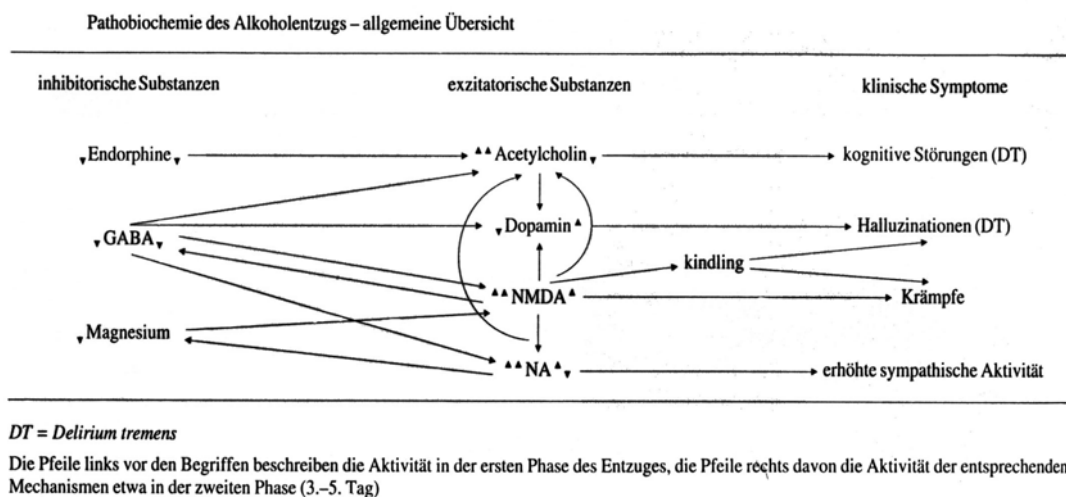 Pathobiochemie des Alkoholentzugs – allgemeine Übersicht
inhibitorische Substanzen exzitatorische Substanzen klinische Symptome
▾Endorphine▾ ▴▴Acetylcholin▾ kognitive Störungen (DT)
▾Dopamin▴ Halluzinationen (DT)
▾GABA▾
kindling
▴▴NMDA▴ Krämpfe
▾Magnesium
▴▴NA▴▾ erhöhte sympathische Aktivität
DT = Delirium tremens
Die Pfeile links vor den Begriffen beschreiben die Aktivität in der ersten Phase des Entzuges, die Pfeile rechts davon die Aktivität der entsprechenden
Mechanismen etwa in der zweiten Phase (3.–5. Tag)